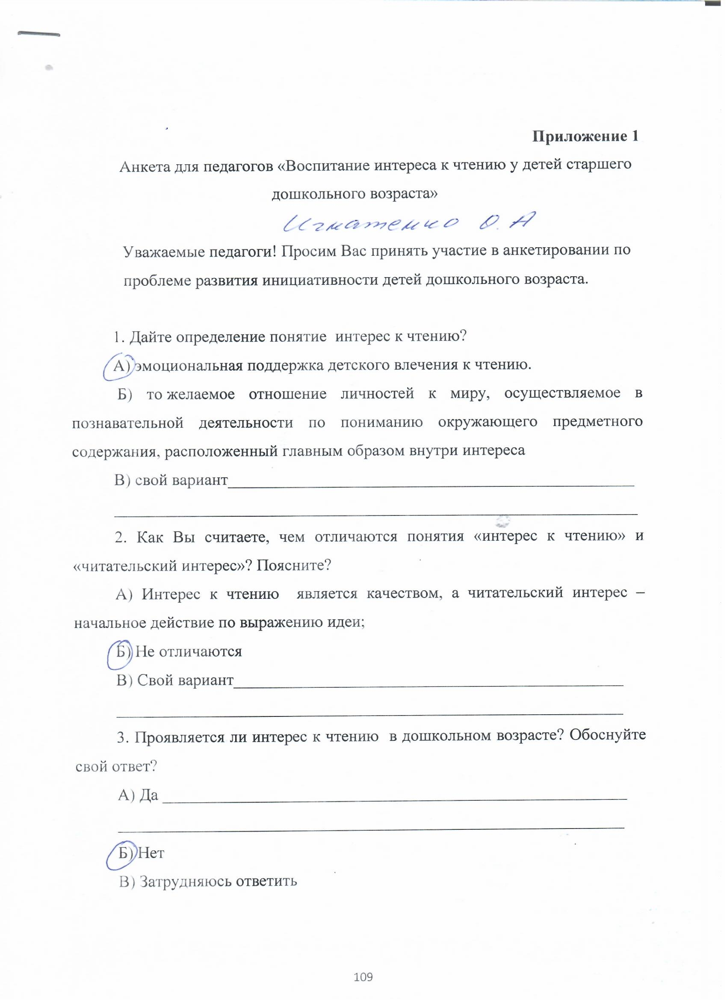 Приложение 1
Анкета для педагогов «Воспитание интереса к чтению у детей старшего
дошкольного возраста»
Игнатенко О. А
Уважаемые педагоги! Просим Вас принять участие в анкетировании по
проблеме развития инициативности детей дошкольного возраста.
1. Дайте определение понятие интерес к чтению?
А) эмоциональная поддержка детского влечения к чтению.
Б) то желаемое отношение личностей к миру, осуществляемое в
познавательной деятельности по пониманию окружающего предметного
содержания, расположенный главным образом внутри интереса
В) свой вариант
2. Как Вы считаете, чем отличаются понятия «интерес к чтению» и
«читательский интерес»? Поясните?
А) Интерес к чтению является качеством, а читательский интерес –
начальное действие по выражению идеи;
Б) Не отличаются
В) Свой вариант
3. Проявляется ли интерес к чтению в дошкольном возрасте? Обоснуйте
свой ответ?
А) Да
Б) Нет
В) Затрудняюсь ответить
109